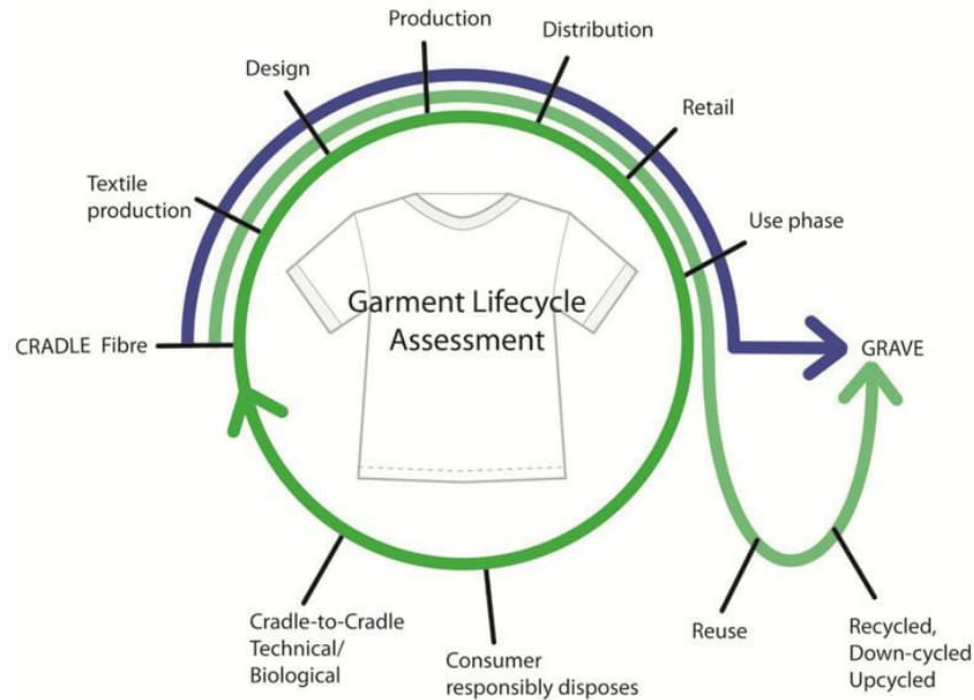 Production
Distribution
Design
Retail
Textile
production
Use phase
Garment Lifecycle
Assessment
CRADLE Fibre
GRAVE
Cradle-to-Cradle
Technical/
Biological
Consumer
responsibly disposes
Reuse
Recycled,
Down-cycled
Upcycled